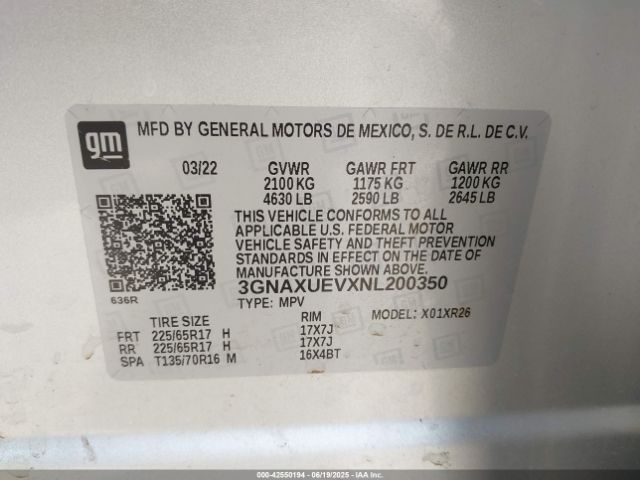 gm
MFD BY GENERAL MOTORS DE MEXICO, S. DE R.L. DE C.V.
03/22 GVWR GAWR FRT GAWR RR
2100 KG 1175 KG 1200 KG
4630 LB 2590 LB 2645 LB
THIS VEHICLE CONFORMS TO ALL
APPLICABLE U.S. FEDERAL MOTOR
VEHICLE SAFETY AND THEFT PREVENTION
STANDARDS IN EFFECT ON THE DATE OF
MANUFACTURE SHOWN ABOVE.
3GNAXUEVXNL200350
636R
TYPE: MPV MODEL: X01XR26
TIRE SIZE RIM
FRT 225/65R17 H 17X7J
RR 225/65R17 H 17X7J
SPA T135/70R16 M 16X4BT
000-42550194 - 06/19/2025 - IAAI.COM